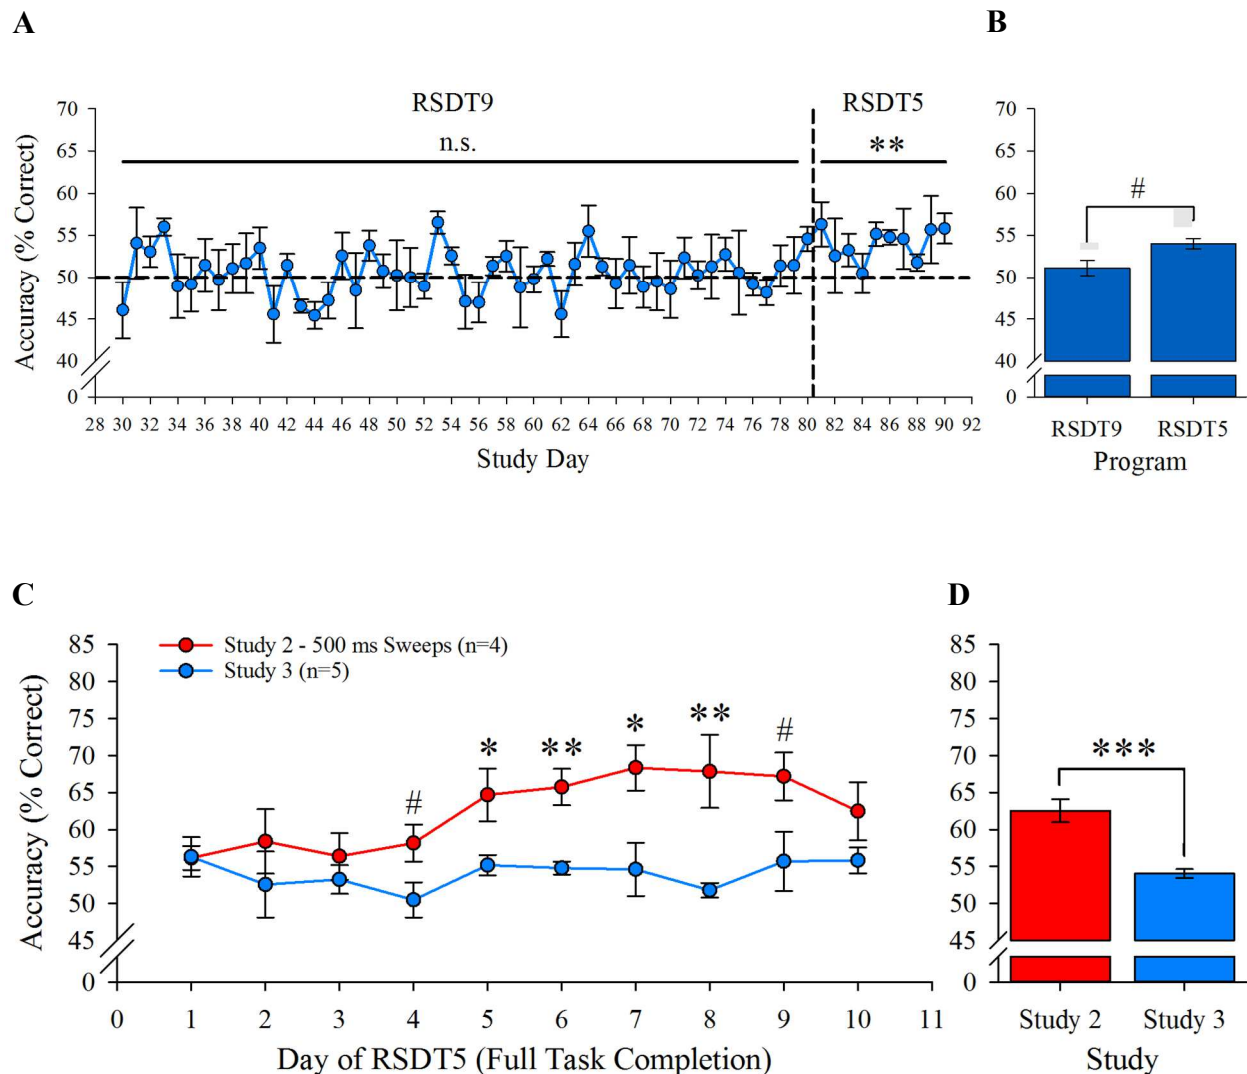 A
B
RSDT9
RSDT5
n.s.
**
#
Accuracy (% Correct)
70
65
60
55
50
45
40
0
28 30 32 34 36 38 40 42 44 46 48 50 52 54 56 58 60 62 64 66 68 70 72 74 76 78 80 82 84 86 88 90 92
Study Day
70
65
60
55
50
45
40
0
RSDT9 RSDT5
Program
C
D
Study 2 - 500 ms Sweeps (n=4)
Study 3 (n=5)
Accuracy (% Correct)
85
80
75
70
65
60
55
50
45
0
# * ** * ** #
0 1 2 3 4 5 6 7 8 9 10 11
Day of RSDT5 (Full Task Completion)
85
80
75
70
65
60
55
50
45
0
***
Study 2 Study 3
Study